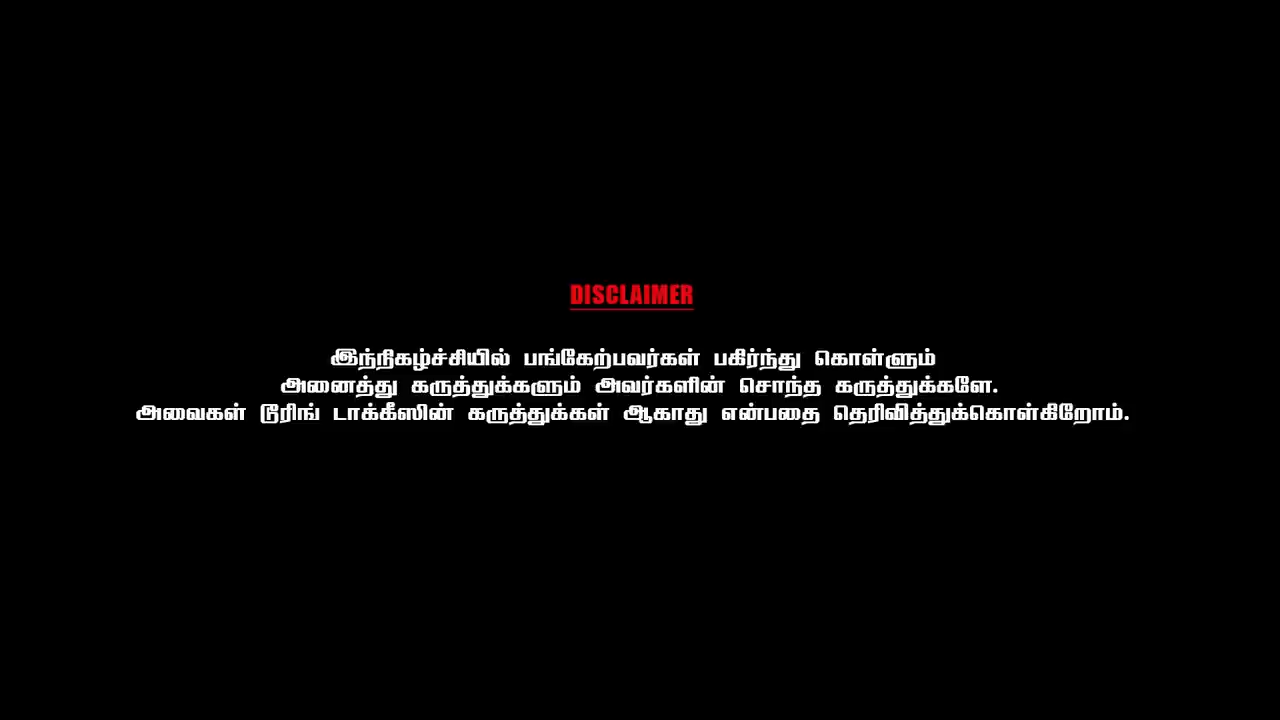 DISCLAIMER
இந்நிகழ்ச்சியில் பங்கேற்பவர்கள் பகிர்ந்து கொள்ளும்
அனைத்து கருத்துக்களும் அவர்களின் சொந்த கருத்துக்களே.
அவைகள் டூரிங் டாக்கீஸின் கருத்துக்கள் ஆகாது என்பதை தெரிவித்துக்கொள்கிறோம்.